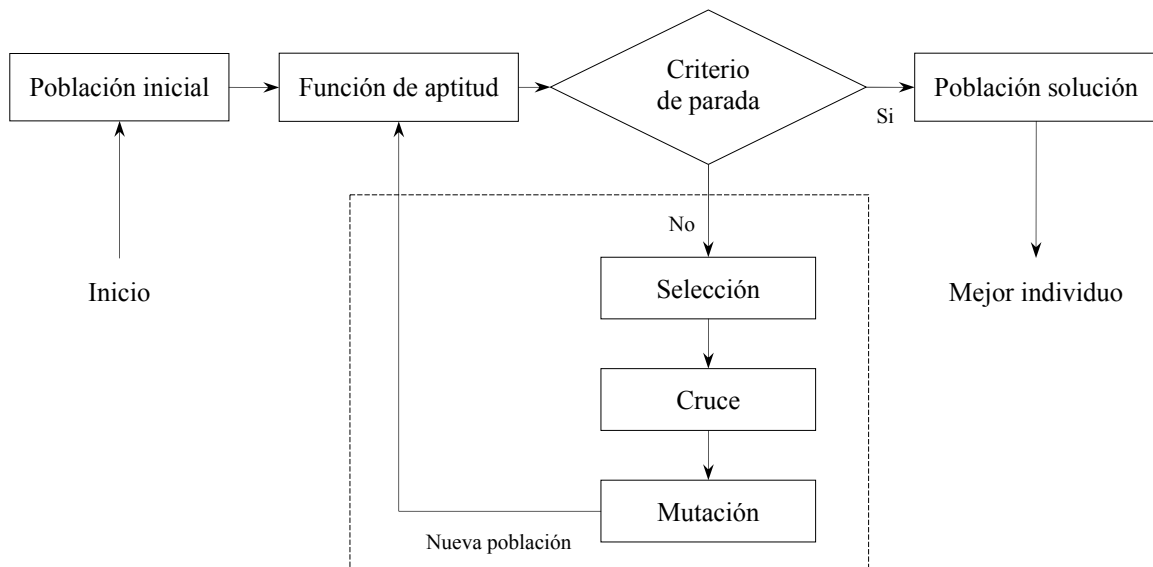 Población inicial
Función de aptitud
Criterio
de parada
Si
Población solución
No
Inicio
Selección
Mejor individuo
Cruce
Mutación
Nueva población